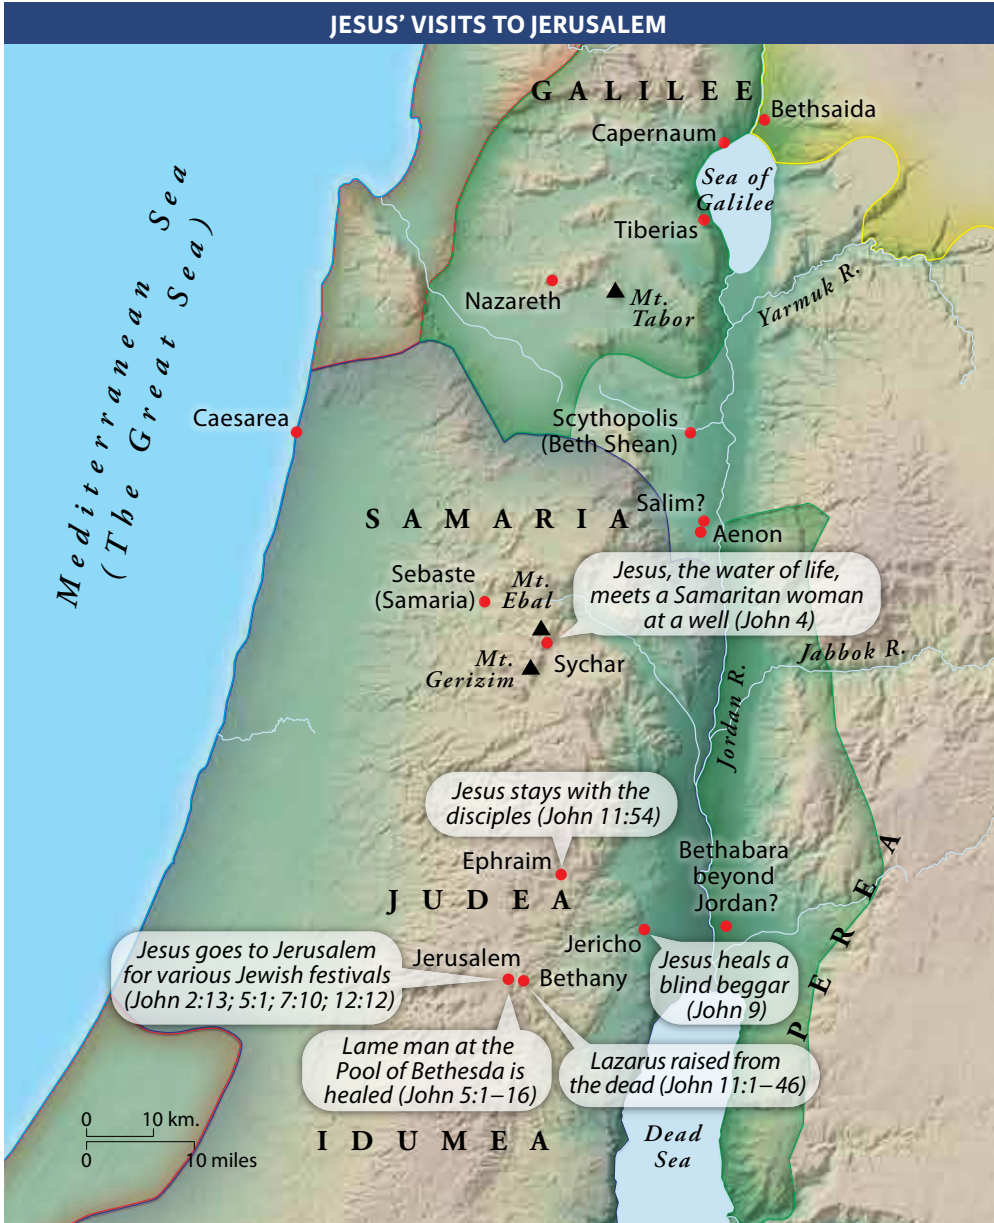 JESUS’ VISITS TO JERUSALEM
GALILEE
Bethsaida
Capernaum
Sea of
Galilee
Tiberias
Mediterranean Sea
(The Great Sea)
Nazareth
Mt.
Tabor
Yarmuk R.
Caesarea
Scythopolis
(Beth Shean)
Salim?
SAMARIA
Aenon
Sebaste
(Samaria)
Mt.
Ebal
Jesus, the water of life,
meets a Samaritan woman
at a well (John 4)
Mt.
Gerizim
Sychar
Jabbok R.
Jordan R.
Jesus stays with the
disciples (John 11:54)
Ephraim
Bethabara
beyond
Jordan?
JUDEA
PEREA
Jericho
Jesus goes to Jerusalem
for various Jewish festivals
(John 2:13; 5:1; 7:10; 12:12)
Jerusalem
Bethany
Jesus heals a
blind beggar
(John 9)
Lame man at the
Pool of Bethesda is
healed (John 5:1–16)
Lazarus raised from
the dead (John 11:1–46)
0 10 km.
0 10 miles
IDUMEA
Dead
Sea